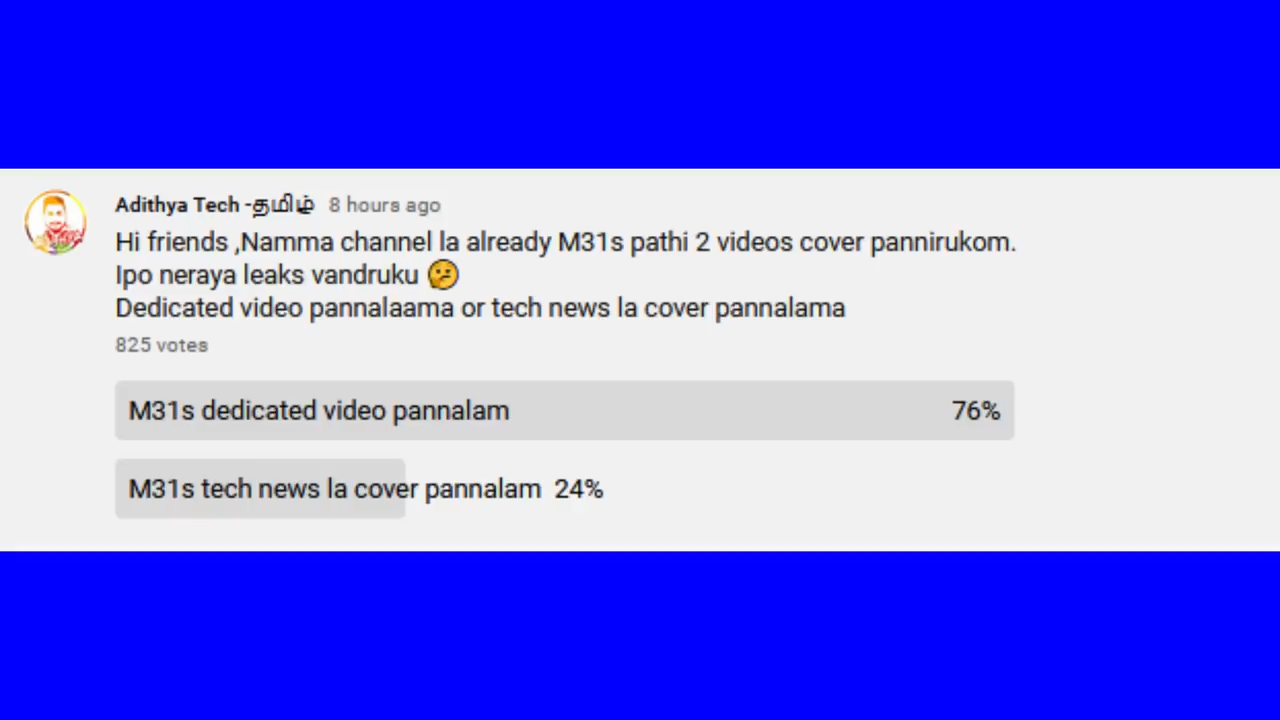 Adithya Tech -தமிழ் 8 hours ago
Hi friends ,Namma channel la already M31s pathi 2 videos cover pannirukom.
Ipo neraya leaks vandruku 🤔
Dedicated video pannalaama or tech news la cover pannalama
825 votes
M31s dedicated video pannalam 76%
M31s tech news la cover pannalam 24%